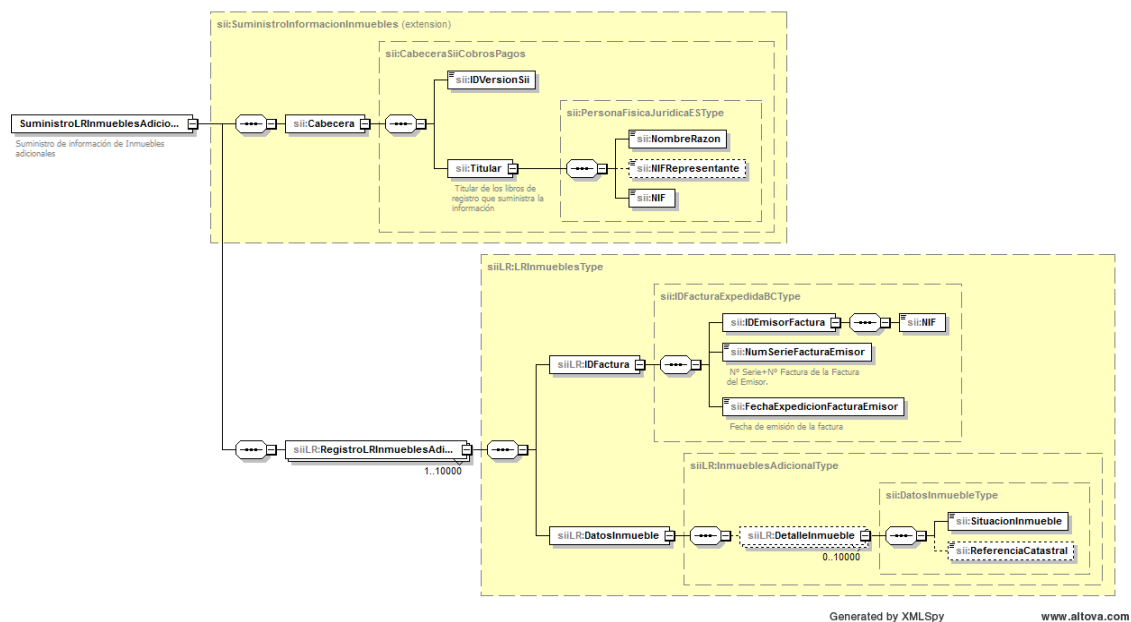 sii:SuministroInformacionInmuebles (extension)
sii:CabeceraSiiCobrosPagos
sii:IDVersionSii
sii:PersonaFisicaJuridicaESType
SuministroLRInmueblesAdicio...
Suministro de información de Inmuebles
adicionales
sii:Cabecera
sii:NombreRazon
sii:Titular
Titular de los libros de
registro que suministra la
información
sii:NIFRepresentante
sii:NIF
siiLR:LRInmueblesType
sii:IDFacturaExpedidaBCType
sii:IDEmisorFactura
sii:NIF
sii:NumSerieFacturaEmisor
Nº Serie+Nº Factura de la Factura
del Emisor.
siiLR:IDFactura
sii:FechaExpedicionFacturaEmisor
Fecha de emisión de la factura
siiLR:RegistroLRInmueblesAdi...
1..10000
siiLR:InmueblesAdicionalType
sii:DatosInmuebleType
siiLR:DatosInmueble
siiLR:DetalleInmueble
0..10000
sii:SituacionInmueble
sii:ReferenciaCatastral
Generated by XMLSpy
www.altova.com